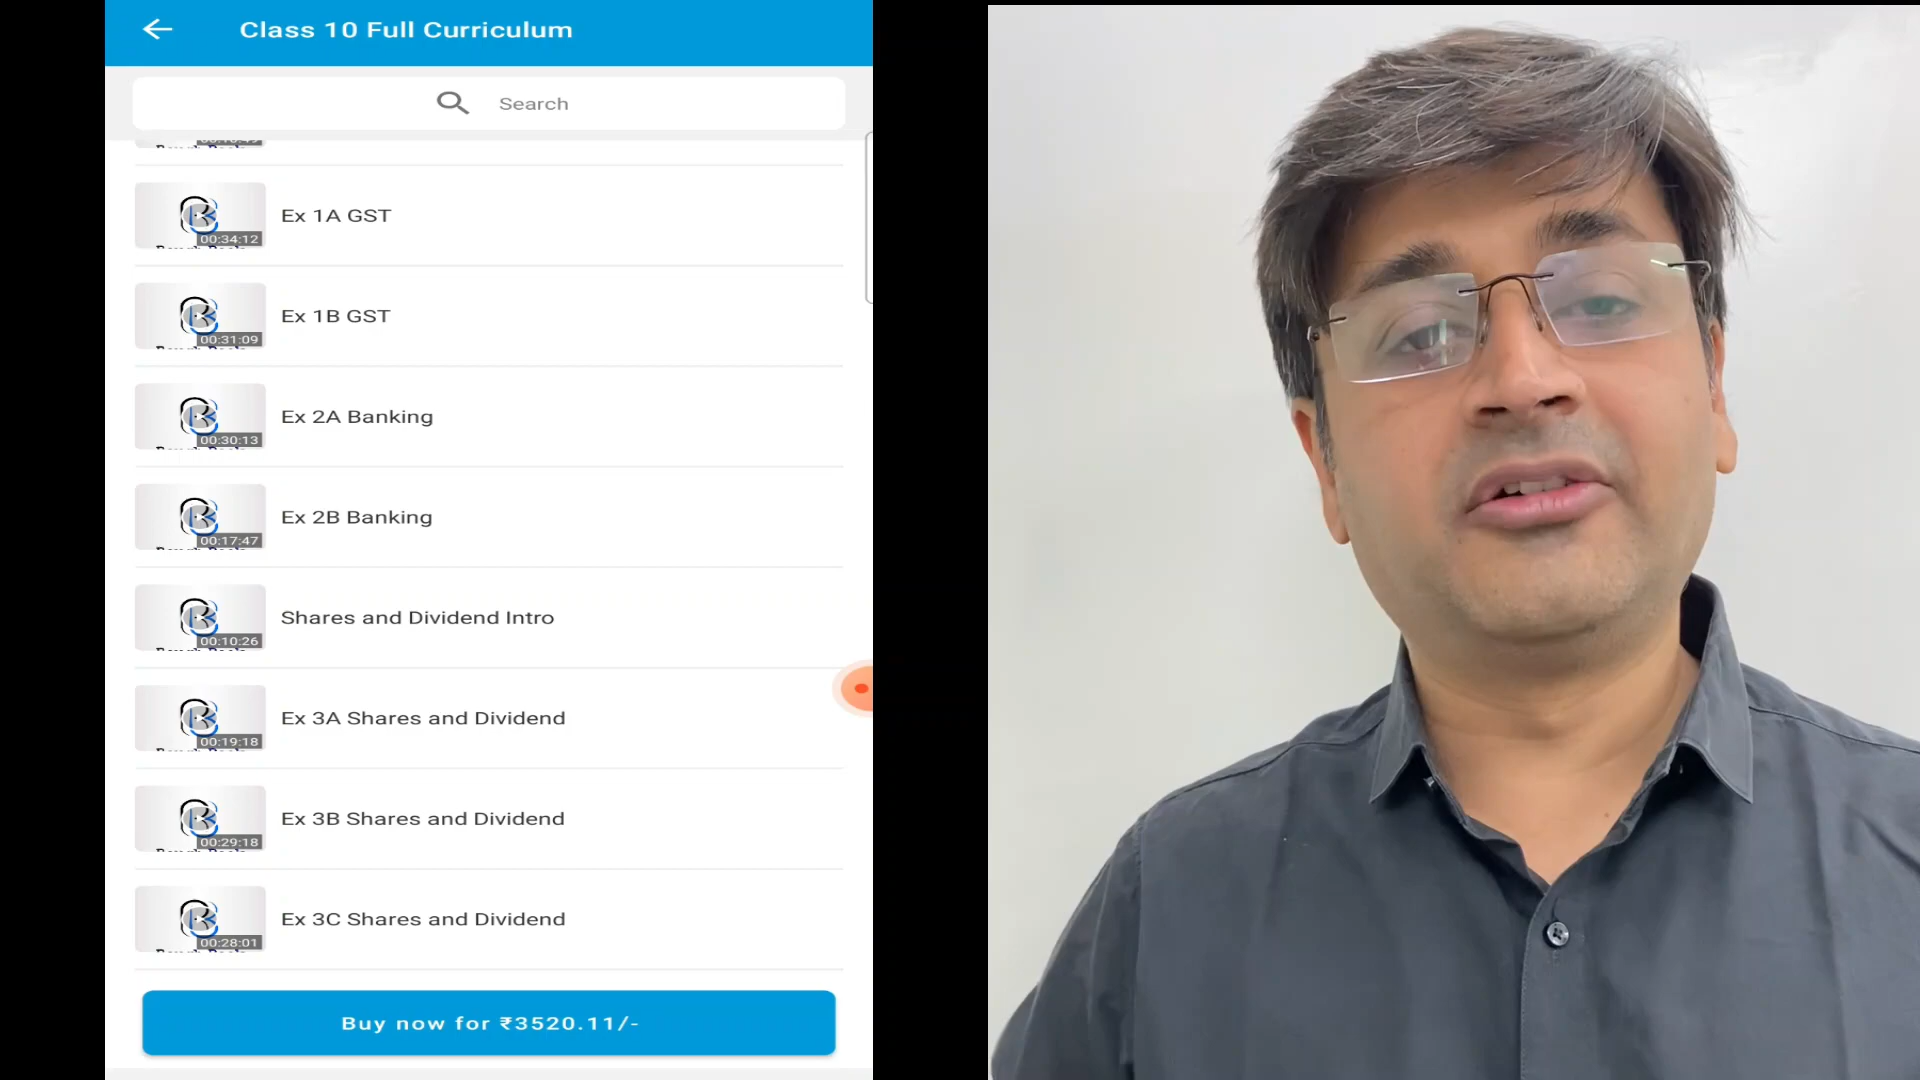 Class 10 Full Curriculum
Search
Ex 1A GST
00:34:12
Ex 1B GST
00:31:09
Ex 2A Banking
00:30:13
Ex 2B Banking
00:17:47
Shares and Dividend Intro
00:10:26
Ex 3A Shares and Dividend
00:19:18
Ex 3B Shares and Dividend
00:29:18
Ex 3C Shares and Dividend
00:28:01
Buy now for ₹3520.11/-